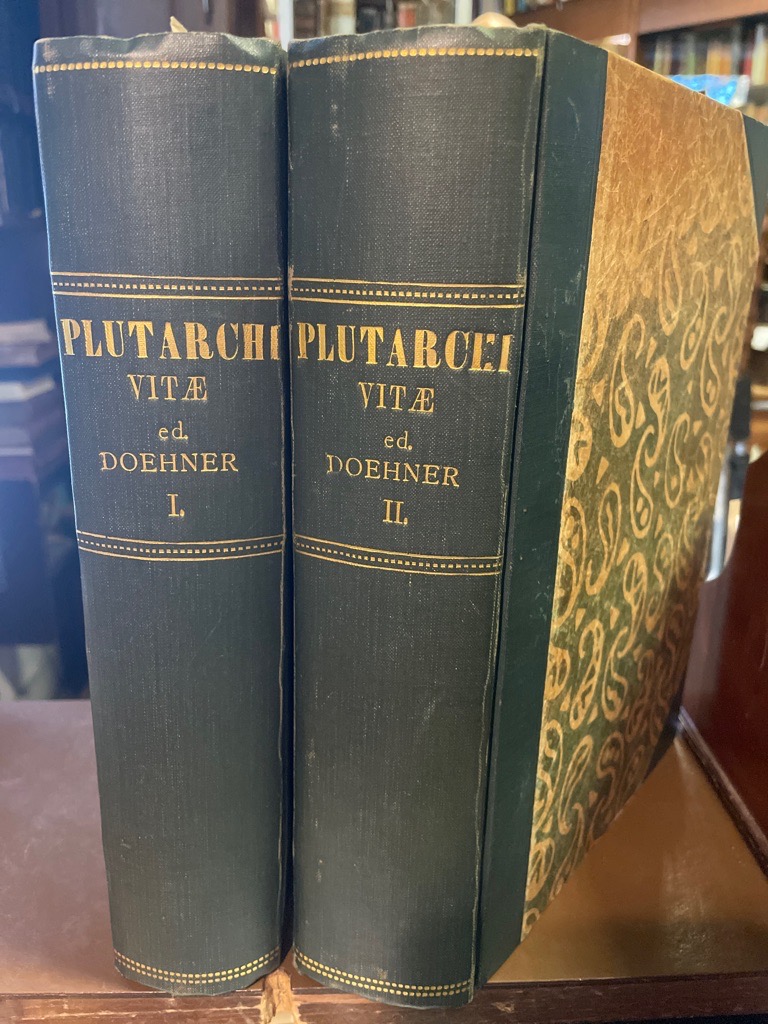 PLUTARCHI
VITÆ
ed.
DOEHNER
I.
PLUTARCHI
VITÆ
ed.
DOEHNER
II.